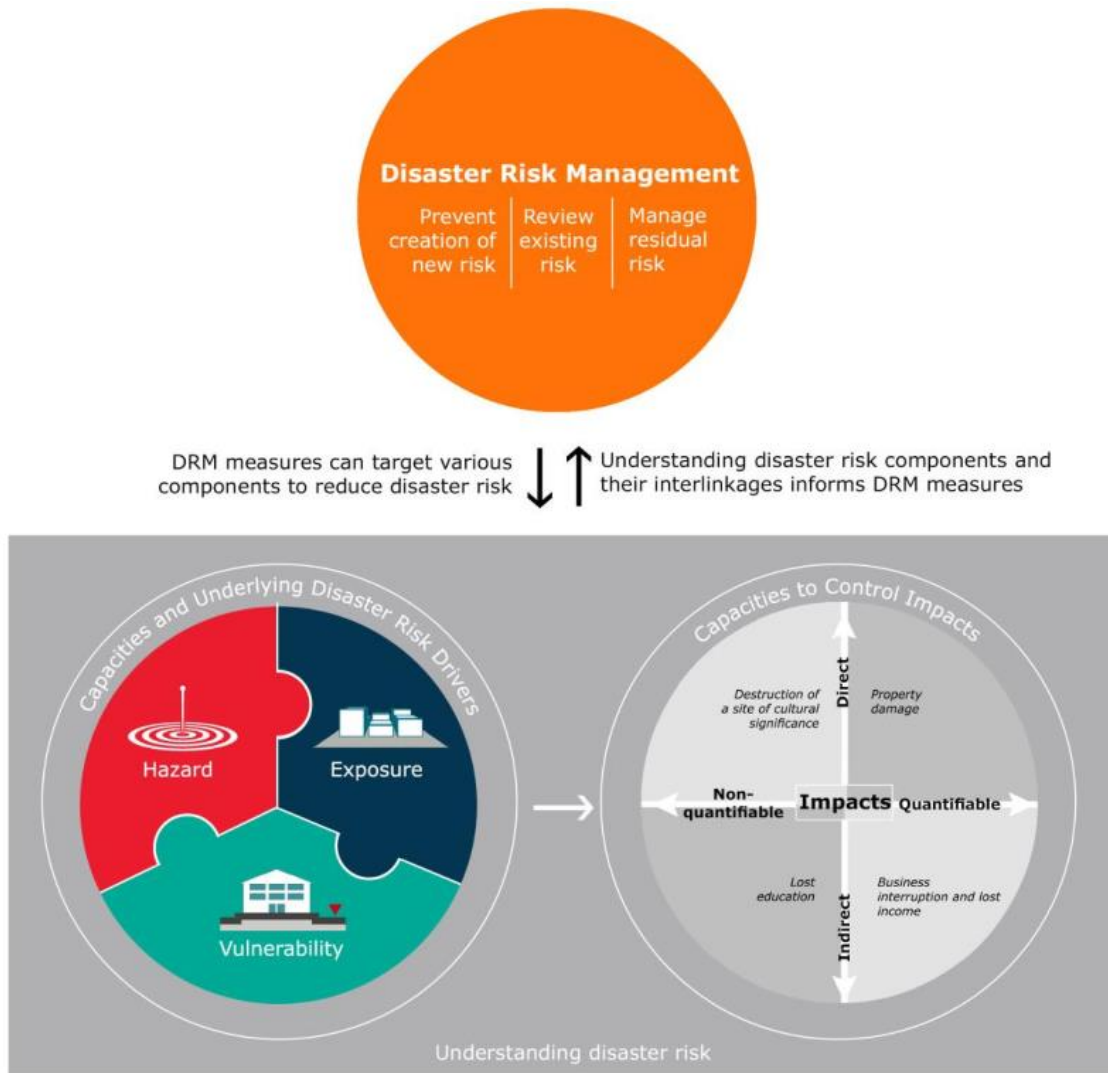 Disaster Risk Management
Prevent
creation of
new risk
Review
existing
risk
Manage
residual
risk
DRM measures can target various
components to reduce disaster risk
Understanding disaster risk components and
their interlinkages informs DRM measures
Capacities and Underlying Disaster Risk Drivers
Hazard
Exposure
Vulnerability
Capacities to Control Impacts
Direct
Destruction of
a site of cultural
significance
Property
damage
Non-
quantifiable
Impacts
Quantifiable
Lost
education
Business
interruption and lost
income
Indirect
Understanding disaster risk